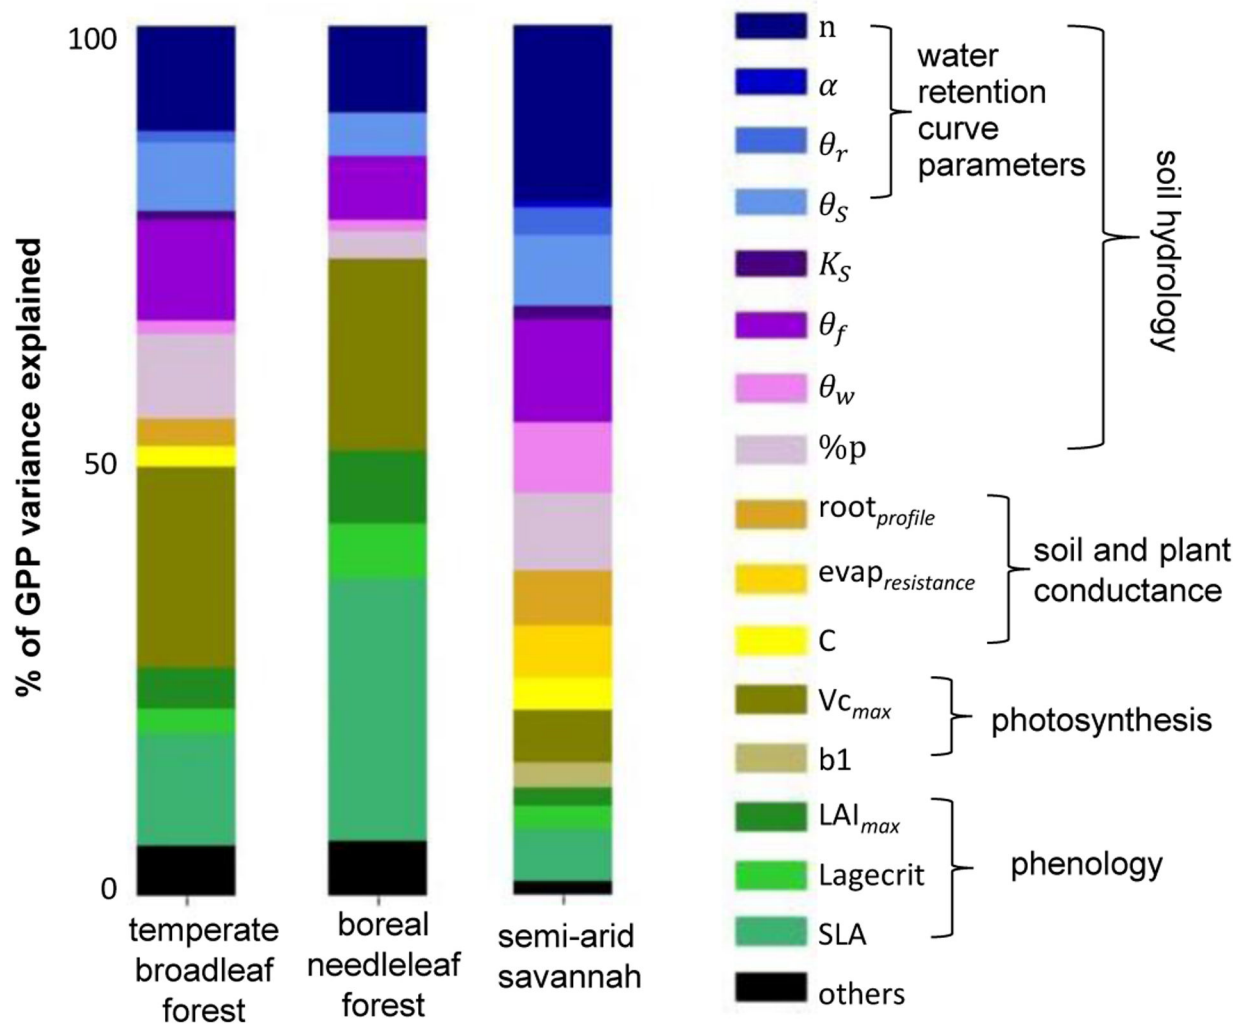 % of GPP variance explained
100
50
0
temperate
broadleaf
forest
boreal
needleleaf
forest
semi-arid
savannah
n
α
θr
θS
KS
θf
θw
%p
rootprofile
evapresistance
C
Vcmax
b1
LAImax
Lagecrit
SLA
others
water
retention
curve
parameters
soil hydrology
soil and plant
conductance
photosynthesis
phenology